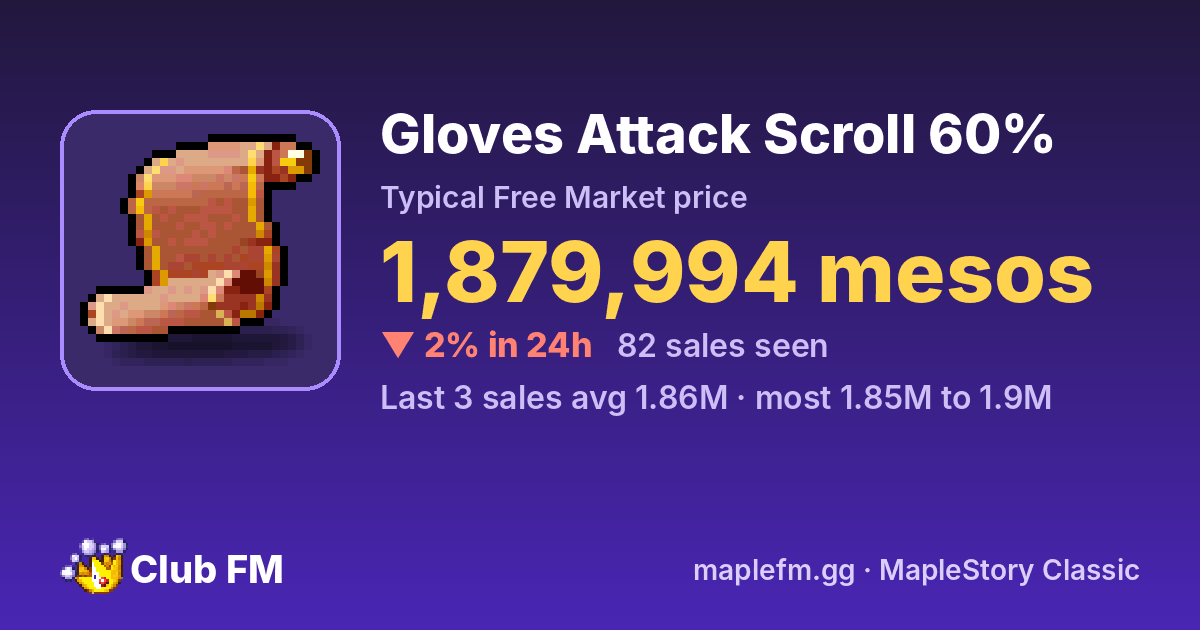 Gloves Attack Scroll 60%
Typical Free Market price
1,879,994 mesos
▼ 2% in 24h 82 sales seen
Last 3 sales avg 1.86M · most 1.85M to 1.9M
Club FM
maplefm.gg · MapleStory Classic